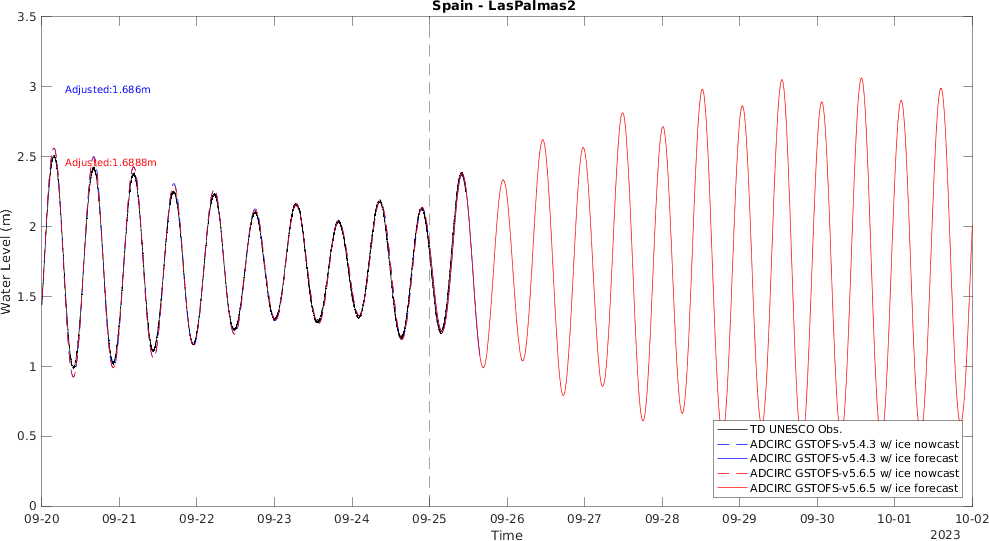 Spain - LasPalmas2
3.5
3
2.5
2
1.5
1
0.5
0
Water Level (m)
Adjusted:1.686m
Adjusted:1.6888m
TD UNESCO Obs.
ADCIRC GSTOFS-v5.4.3 w/ ice nowcast
ADCIRC GSTOFS-v5.4.3 w/ ice forecast
ADCIRC GSTOFS-v5.6.5 w/ ice nowcast
ADCIRC GSTOFS-v5.6.5 w/ ice forecast
09-20 09-21 09-22 09-23 09-24 09-25 09-26 09-27 09-28 09-29 09-30 10-01 10-02
Time
2023